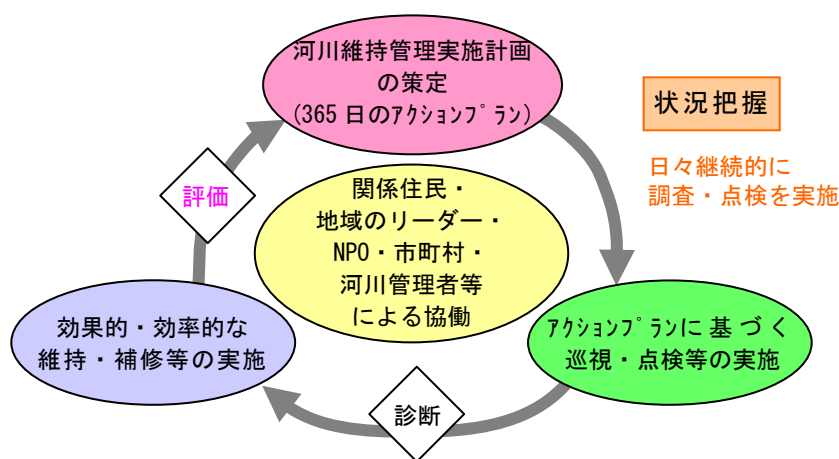 河川維持管理実施計画
の策定
(365日のｱｸｼｮﾝﾌﾟﾗﾝ)
状況把握
日々継続的に
調査・点検を実施
評価
関係住民・
地域のリーダー・
NPO・市町村・
河川管理者等
による協働
効果的・効率的な
維持・補修等の実施
ｱｸｼｮﾝﾌﾟﾗﾝに基づく
巡視・点検等の実施
診断